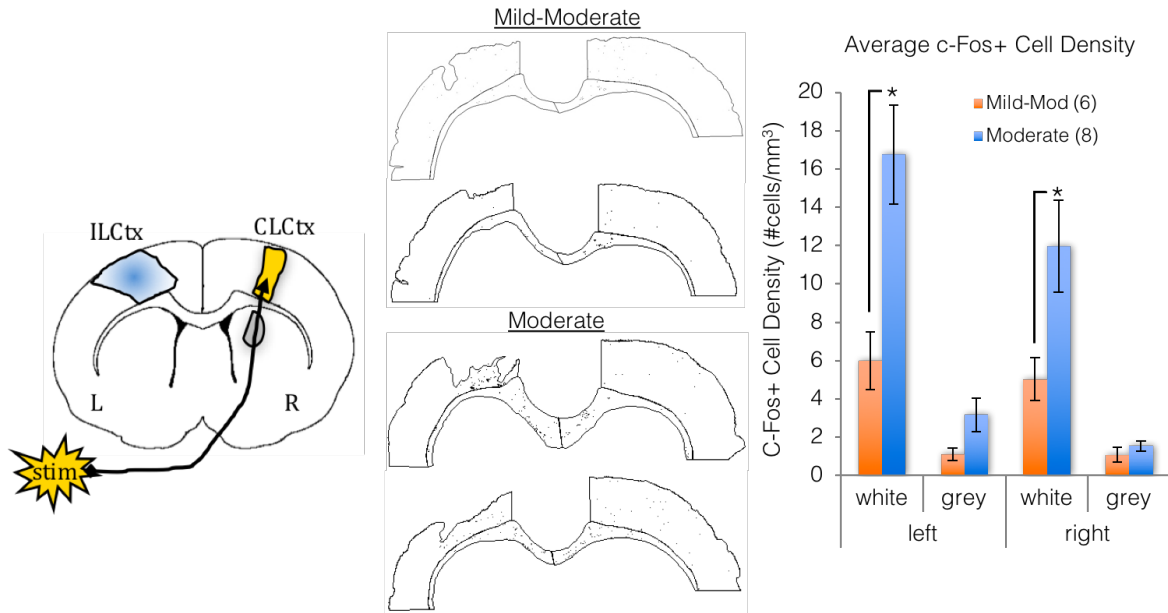 ILCtx
CLCtx
L
R
stim
Mild-Moderate
Moderate
Average c-Fos+ Cell Density
C-Fos+ Cell Density (#cells/mm³)
20
18
16
14
12
10
8
6
4
2
0
Mild-Mod (6)
Moderate (8)
*
*
white
grey
white
grey
left
right